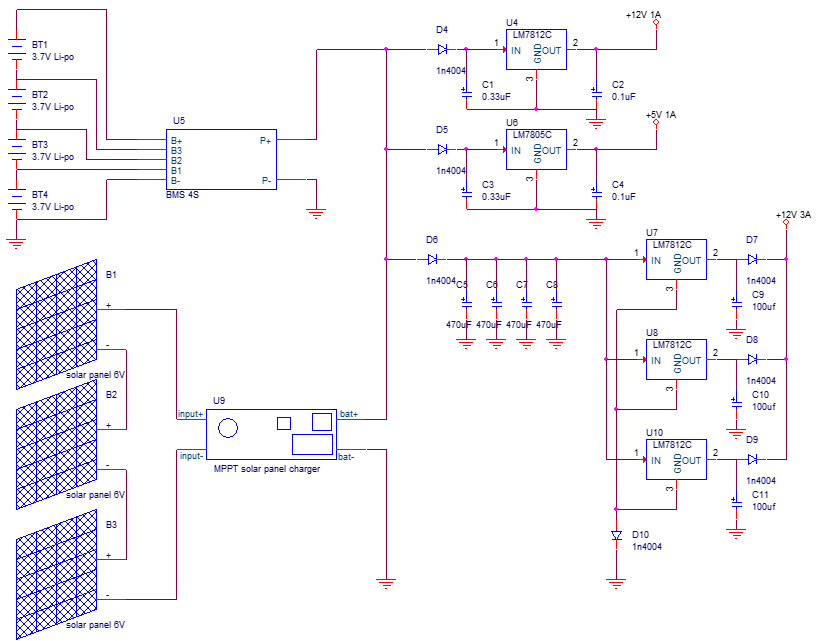 +12V 1A
D4
1n4004
U4
LM7812C
1
IN
GND
OUT
2
3
C1
0.33uF
C2
0.1uF
BT1
3.7V Li-po
BT2
3.7V Li-po
BT3
3.7V Li-po
BT4
3.7V Li-po
U5
B+
B3
B2
B1
B-
P+
P-
BMS 4S
+5V 1A
D5
1n4004
U6
LM7805C
1
IN
GND
OUT
2
3
C3
0.33uF
C4
0.1uF
+12V 3A
D6
1n4004
C5
470uF
C6
470uF
C7
470uF
C8
470uF
U7
LM7812C
1
IN
GND
OUT
2
3
D7
1n4004
C9
100uf
U8
LM7812C
1
IN
GND
OUT
2
3
D8
1n4004
C10
100uf
U10
LM7812C
1
IN
GND
OUT
2
3
D9
1n4004
C11
100uf
D10
1n4004
B1
+
-
solar panel 6V
B2
+
-
solar panel 6V
B3
+
-
solar panel 6V
U9
input+
input-
bat+
bat-
MPPT solar panel charger